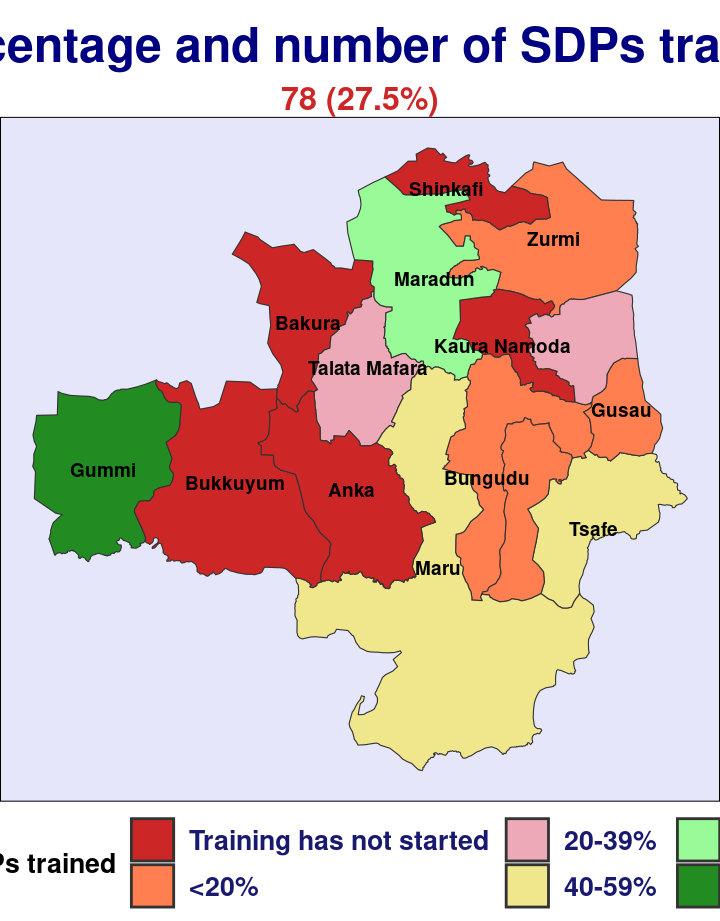 centage and number of SDPs tra
78 (27.5%)
Shinkafi
Zurmi
Maradun
Bakura
Kaura Namoda
Talata Mafara
Gusau
Gummi
Bukkuyum
Bungudu
Anka
Tsafe
Maru
Ps trained
Training has not started
20-39%
<20%
40-59%